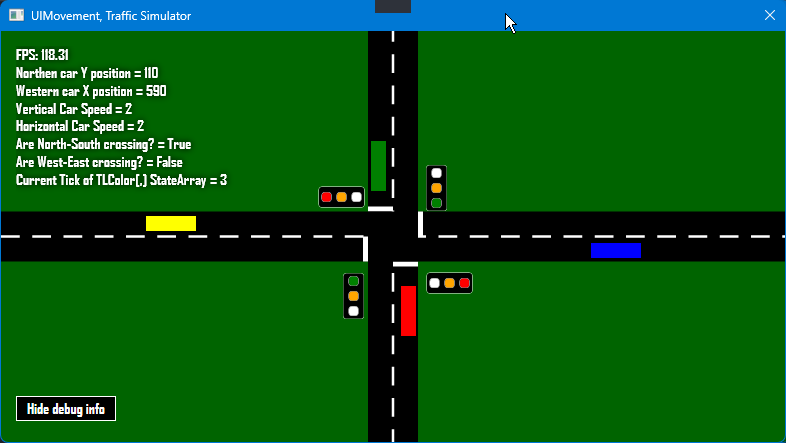 UIMovement, Traffic Simulator
FPS: 118.31
Northen car Y position = 110
Western car X position = 590
Vertical Car Speed = 2
Horizontal Car Speed = 2
Are North-South crossing? = True
Are West-East crossing? = False
Current Tick of TLColor[,] StateArray = 3
Hide debug info